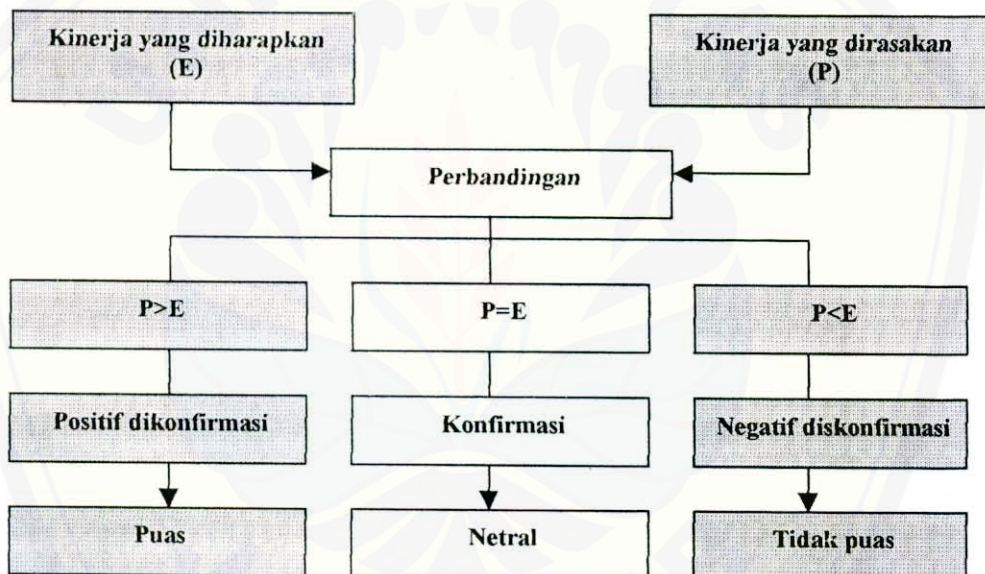 Kinerja yang diharapkan
(E)
Kinerja yang dirasakan
(P)
Perbandingan
P>E
P=E
P<E
Positif dikonfirmasi
Konfirmasi
Negatif diskonfirmasi
Puas
Netral
Tidak puas